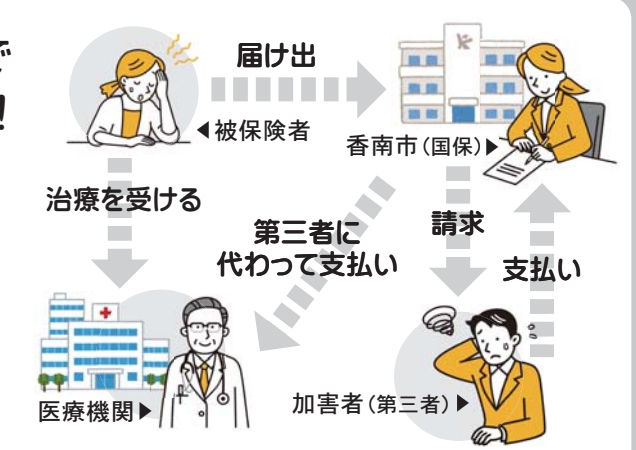 で
!
届け出
◀被保険者
香南市(国保)▶
治療を受ける
第三者に
代わって支払い
請求
支払い
医療機関▶
加害者(第三者)▶